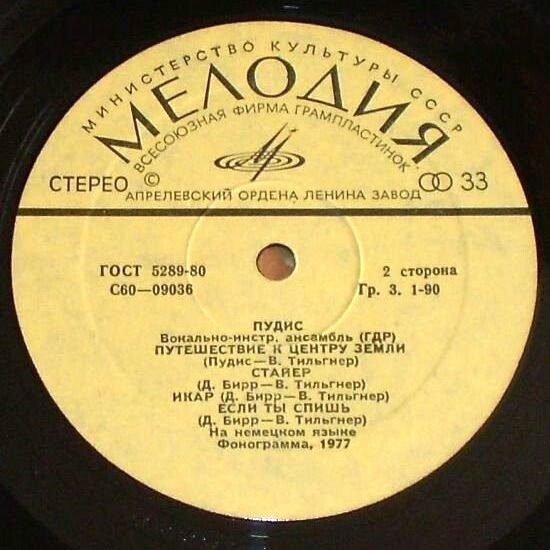 МИНИСТЕРСТВО КУЛЬТУРЫ СССР
МЕЛОДИЯ
ВСЕСОЮЗНАЯ ФИРМА ГРАМПЛАСТИНОК
СТЕРЕО © 33
АПРЕЛЕВСКИЙ ОРДЕНА ЛЕНИНА ЗАВОД
ГОСТ 5289-80 2 сторона
С60—09036 Гр. 3. 1-90
ПУДИС
Вокально-инстр. ансамбль (ГДР)
ПУТЕШЕСТВИЕ К ЦЕНТРУ ЗЕМЛИ
(Пудис—В. Тильгнер)
СТАЙЕР
(Д. Бирр—В. Тильгнер)
ИКАР (Д. Бирр—В. Тильгнер)
ЕСЛИ ТЫ СПИШЬ
(Д. Бирр—В. Тильгнер)
На немецком языке
Фонограмма, 1977